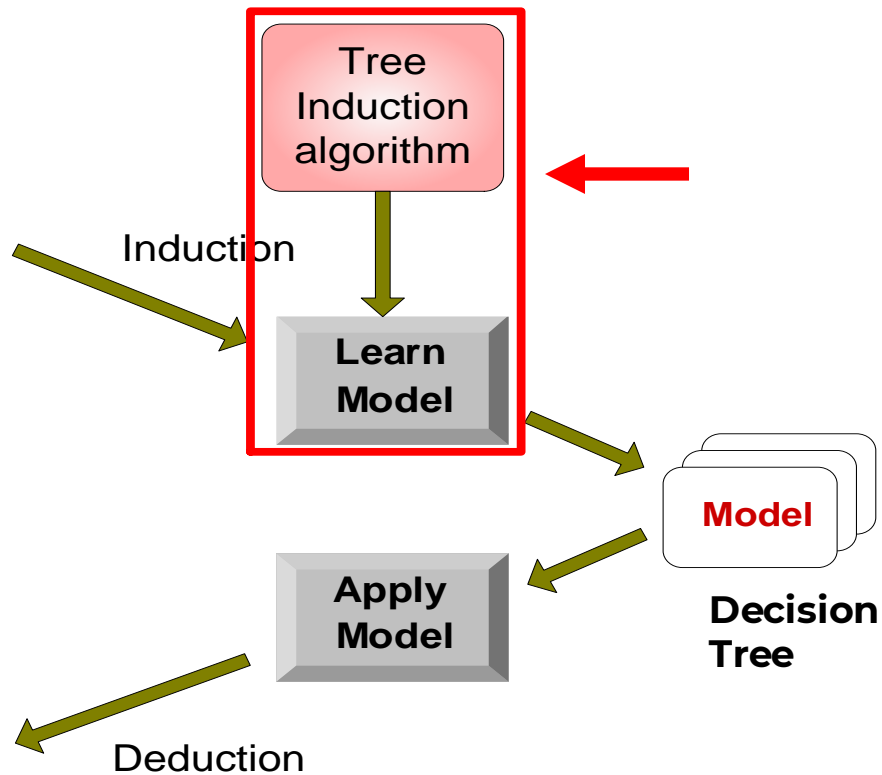 Tree
Induction
algorithm
Induction
Learn
Model
Model
Decision
Tree
Apply
Model
Deduction